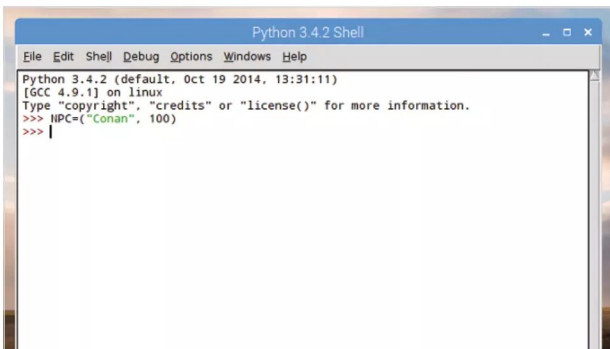 Python 3.4.2 Shell
File Edit Shell Debug Options Windows Help
Python 3.4.2 (default, Oct 19 2014, 13:31:11)
[GCC 4.9.1] on linux
Type "copyright", "credits" or "license()" for more information.
>>> NPC=("Conan", 100)
>>>